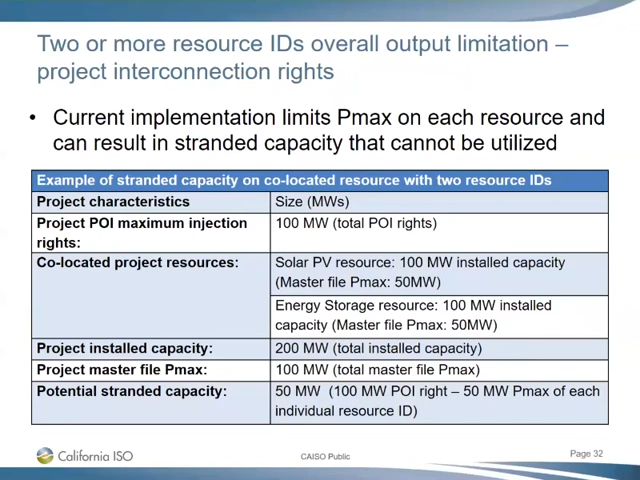 Two or more resource IDs overall output limitation –
project interconnection rights
• Current implementation limits Pmax on each resource and
can result in stranded capacity that cannot be utilized
Example of stranded capacity on co-located resource with two resource IDs
Project characteristics
Size (MWs)
Project POI maximum injection
rights:
100 MW (total POI rights)
Co-located project resources:
Solar PV resource: 100 MW installed capacity
(Master file Pmax: 50MW)
Energy Storage resource: 100 MW installed
capacity (Master file Pmax: 50MW)
Project installed capacity:
200 MW (total installed capacity)
Project master file Pmax:
100 MW (total master file Pmax)
Potential stranded capacity:
50 MW (100 MW POI right – 50 MW Pmax of each
individual resource ID)
California ISO
CAISO Public
Page 32